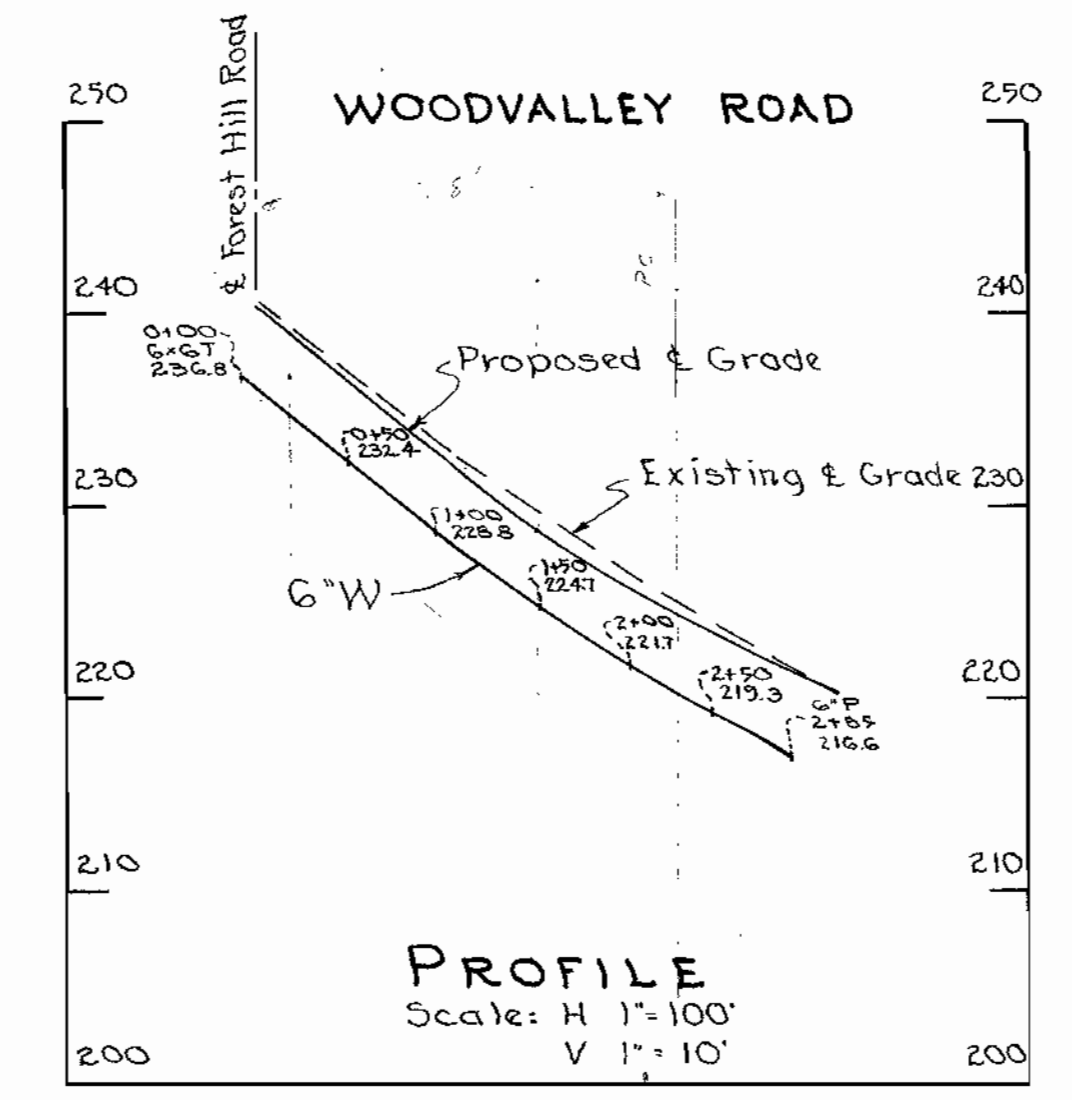 WOODVALLEY ROAD
℄ Forest Hill Road
250
250
240
240
0+00
6x6T
236.8
Proposed ℄ Grade
0+50
232.4
230
Existing ℄ Grade 230
1+00
228.8
1+50
224.7
6"W
2+00
221.7
220
2+50
219.3
220
6"P
2+85
216.6
PC
210
210
PROFILE
Scale: H 1"=100'
V 1"=10'
200
200